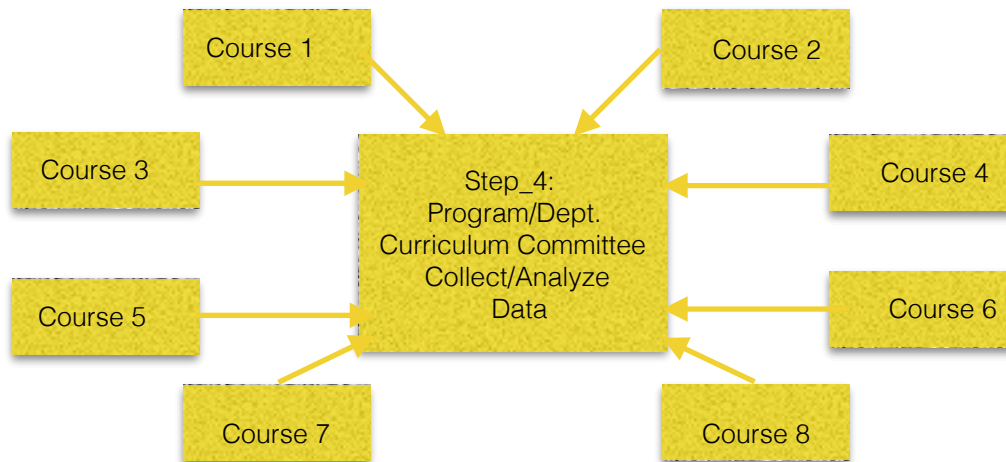 Course 1
Course 2
Course 3
Step_4:
Program/Dept.
Curriculum Committee
Collect/Analyze
Data
Course 4
Course 5
Course 6
Course 7
Course 8